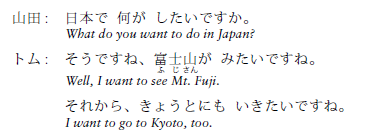 山田： 日本で 何が したいですか。
What do you want to do in Japan?
トム： そうですね、富士山が みたいですね。
ふ じ さん
Well, I want to see Mt. Fuji.
それから、きょうとにも いきたいですね。
I want to go to Kyoto, too.